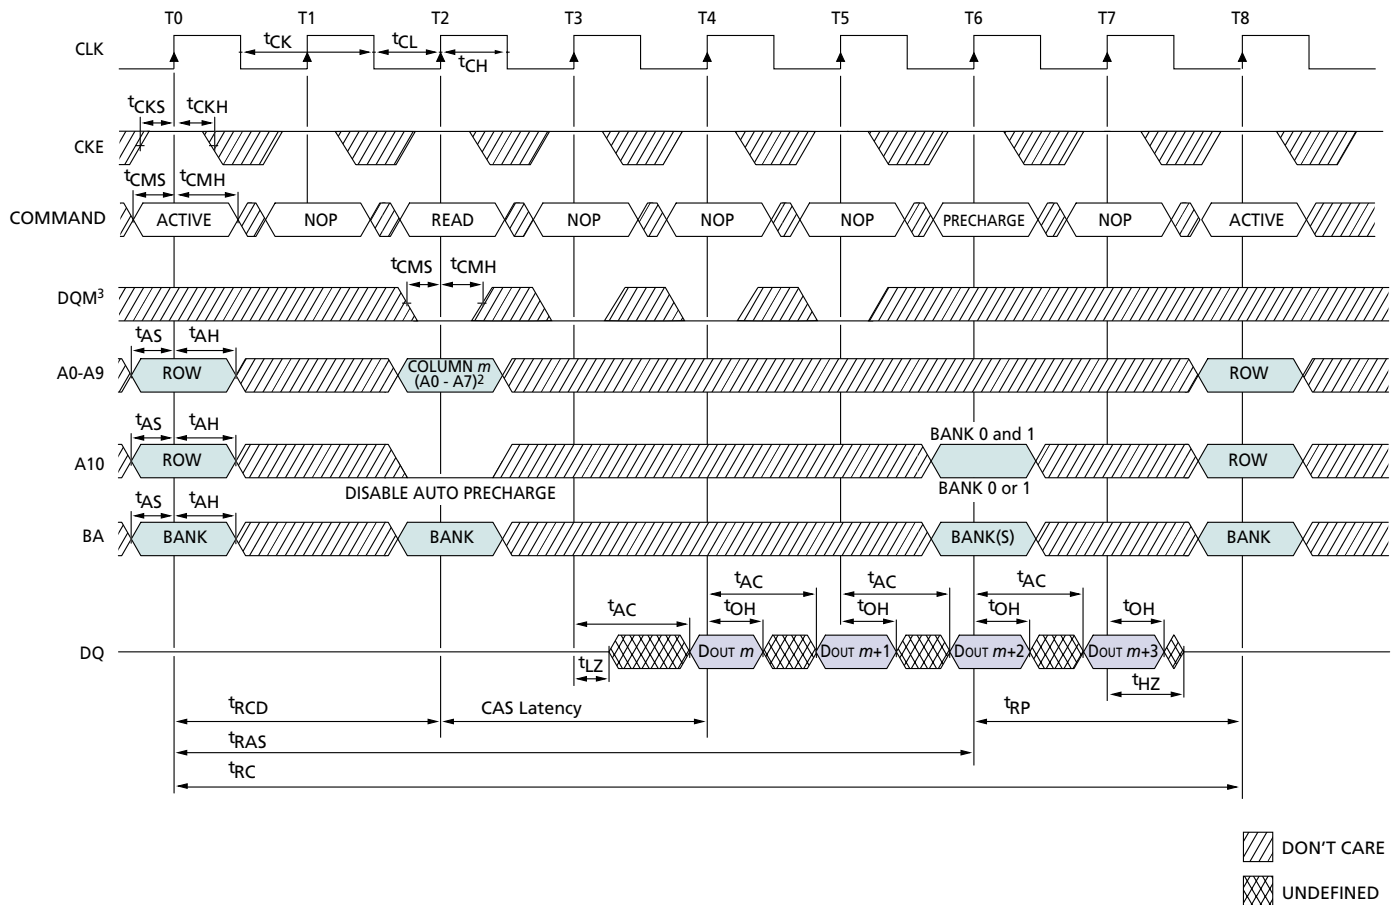 T0 T1 T2 T3 T4 T5 T6 T7 T8
CLK tCK tCL tCH
tCKS tCKH
CKE
tCMS tCMH
COMMAND ACTIVE NOP READ NOP NOP NOP PRECHARGE NOP ACTIVE
tCMS tCMH
DQM3
tAS tAH
A0-A9 ROW COLUMN m ROW
(A0 - A7)2
tAS tAH BANK 0 and 1
A10 ROW ROW
DISABLE AUTO PRECHARGE BANK 0 or 1
tAS tAH
BA BANK BANK BANK(S) BANK
tAC tAC tAC
tAC tOH tOH tOH tOH
DQ DOUT m DOUT m+1 DOUT m+2 DOUT m+3
tLZ tHZ
tRCD CAS Latency tRP
tRAS
tRC
DON'T CARE
UNDEFINED